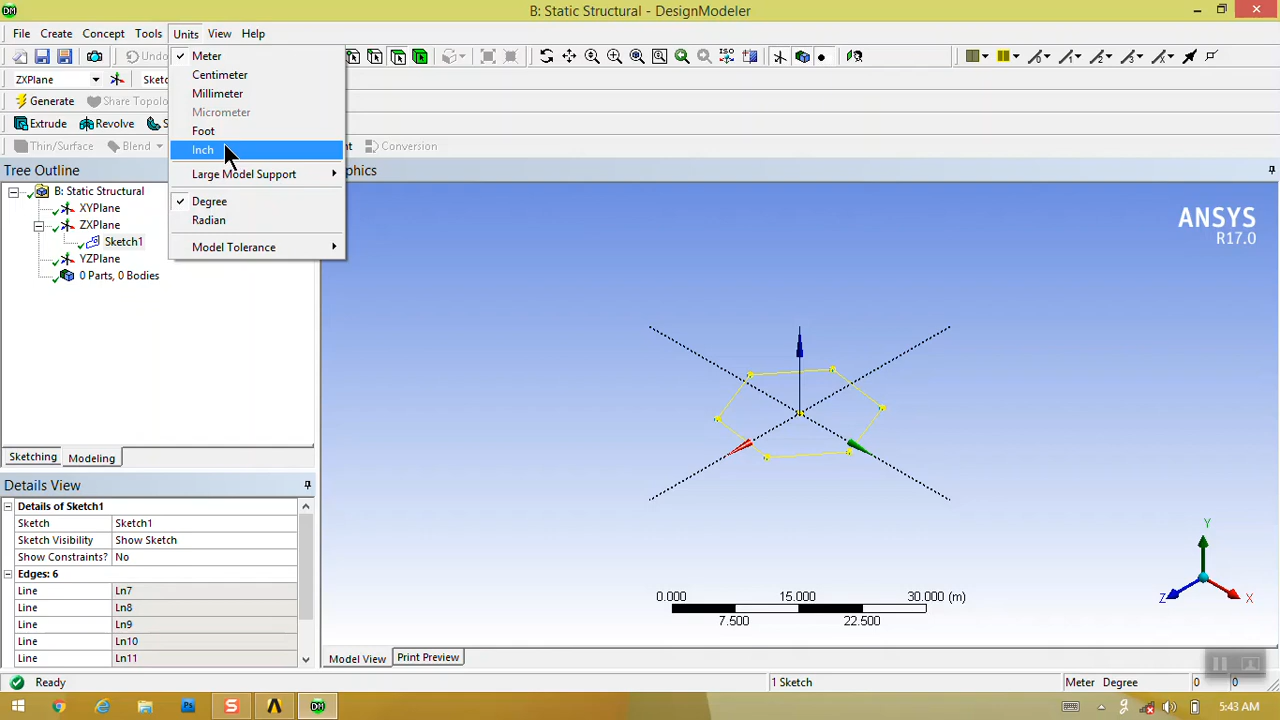 B: Static Structural - DesignModeler
File Create Concept Tools Units View Help
Undo
ZXPlane
Generate Share Topolo
Extrude Revolve
Thin/Surface Blend Conversion
Meter
Centimeter
Millimeter
Micrometer
Foot
Inch
Large Model Support
Degree
Radian
Model Tolerance
Tree Outline
B: Static Structural
XYPlane
ZXPlane
Sketch1
YZPlane
0 Parts, 0 Bodies
Sketching Modeling
Details View
Details of Sketch1
Sketch Sketch1
Sketch Visibility Show Sketch
Show Constraints? No
Edges: 6
Line Ln7
Line Ln8
Line Ln9
Line Ln10
Line Ln11
ANSYS
R17.0
0.000 15.000 30.000 (m)
7.500 22.500
Y
Z X
Model View Print Preview
Ready 1 Sketch Meter Degree 0 0
5:43 AM